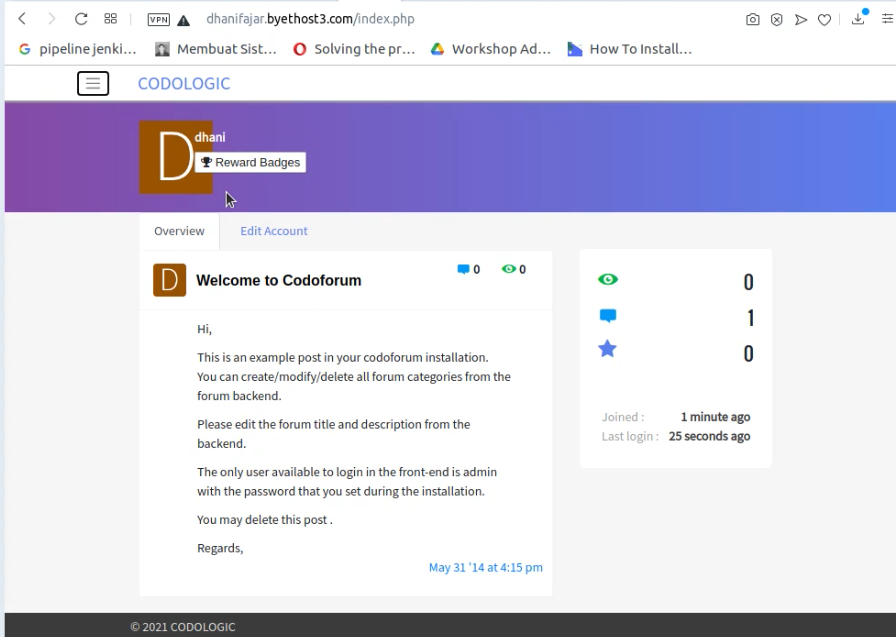 VPN dhanifajar.byethost3.com/index.php
G pipeline jenki... Membuat Sist... Solving the pr... Workshop Ad... How To Install...
CODOLOGIC
D
dhani
Reward Badges
Overview Edit Account
D Welcome to Codoforum 0 0
Hi,
This is an example post in your codoforum installation.
You can create/modify/delete all forum categories from the
forum backend.
Please edit the forum title and description from the
backend.
The only user available to login in the front-end is admin
with the password that you set during the installation.
You may delete this post .
Regards,
May 31 '14 at 4:15 pm
0
1
0
Joined : 1 minute ago
Last login : 25 seconds ago
© 2021 CODOLOGIC